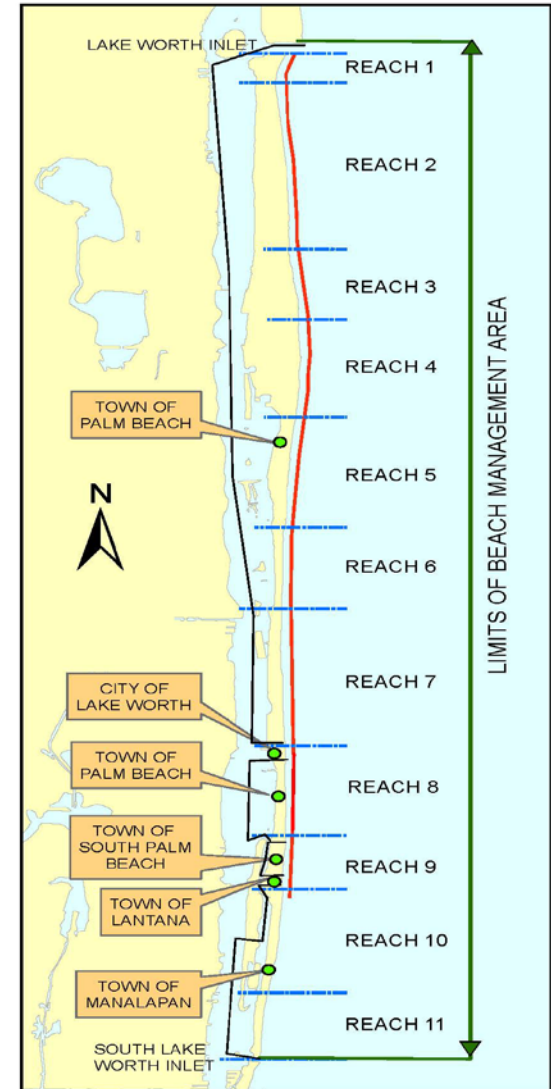 LAKE WORTH INLET
REACH 1
REACH 2
REACH 3
REACH 4
TOWN OF
PALM BEACH
REACH 5
N
REACH 6
LIMITS OF BEACH MANAGEMENT AREA
CITY OF
LAKE WORTH
REACH 7
TOWN OF
PALM BEACH
REACH 8
TOWN OF
SOUTH PALM
BEACH
REACH 9
TOWN OF
LANTANA
REACH 10
TOWN OF
MANALAPAN
REACH 11
SOUTH LAKE
WORTH INLET